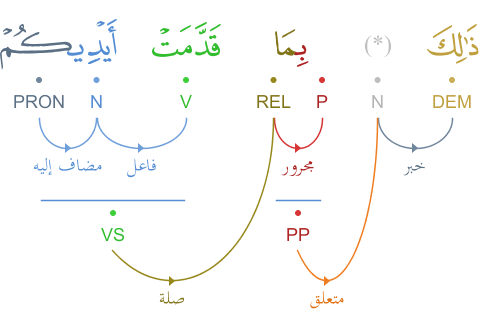 ذَٰلِكَ (*) بِمَا قَدَّمَتْ أَيْدِيكُمْ
DEM N P REL V N PRON
خبر مجرور فاعل مضاف إليه
PP VS
متعلق صلة